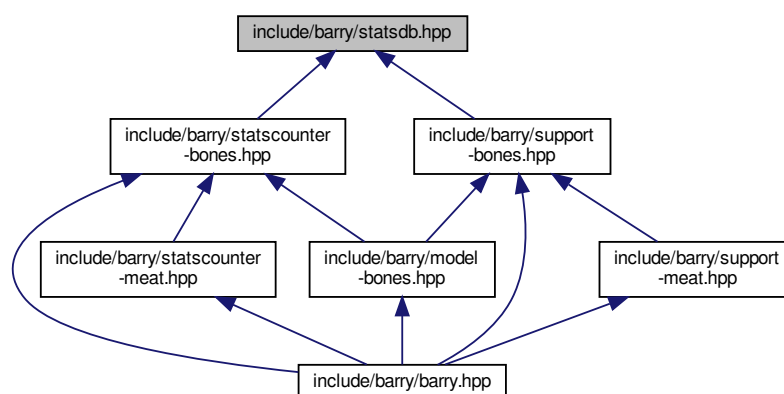 include/barry/statsdb.hpp
include/barry/statscounter
-bones.hpp
include/barry/support
-bones.hpp
include/barry/statscounter
-meat.hpp
include/barry/model
-bones.hpp
include/barry/support
-meat.hpp
include/barry/barry.hpp